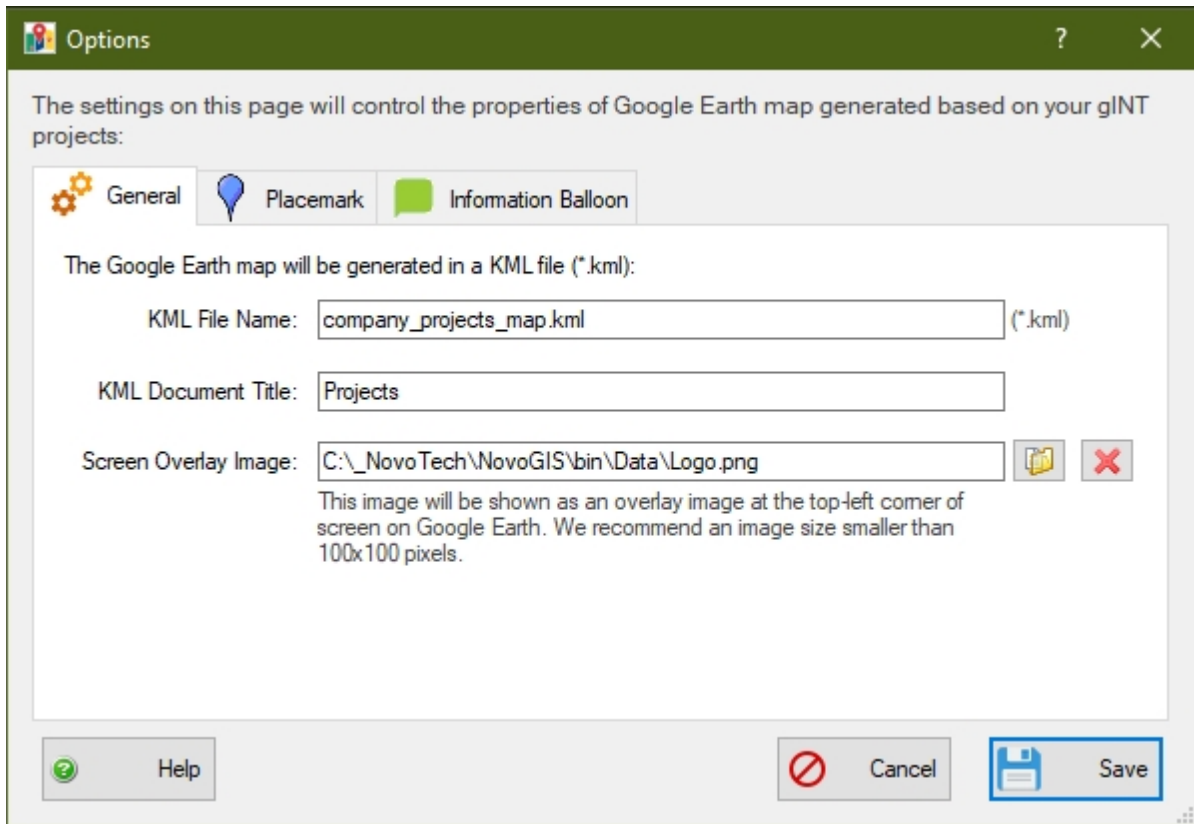 Options
?
The settings on this page will control the properties of Google Earth map generated based on your gINT
projects:
General
Placemark
Information Balloon
The Google Earth map will be generated in a KML file (*.kml):
KML File Name: company_projects_map.kml (*.kml)
KML Document Title: Projects
Screen Overlay Image: C:\_NovoTech\NovoGIS\bin\Data\Logo.png
This image will be shown as an overlay image at the top-left corner of
screen on Google Earth. We recommend an image size smaller than
100x100 pixels.
? Help
Cancel
Save